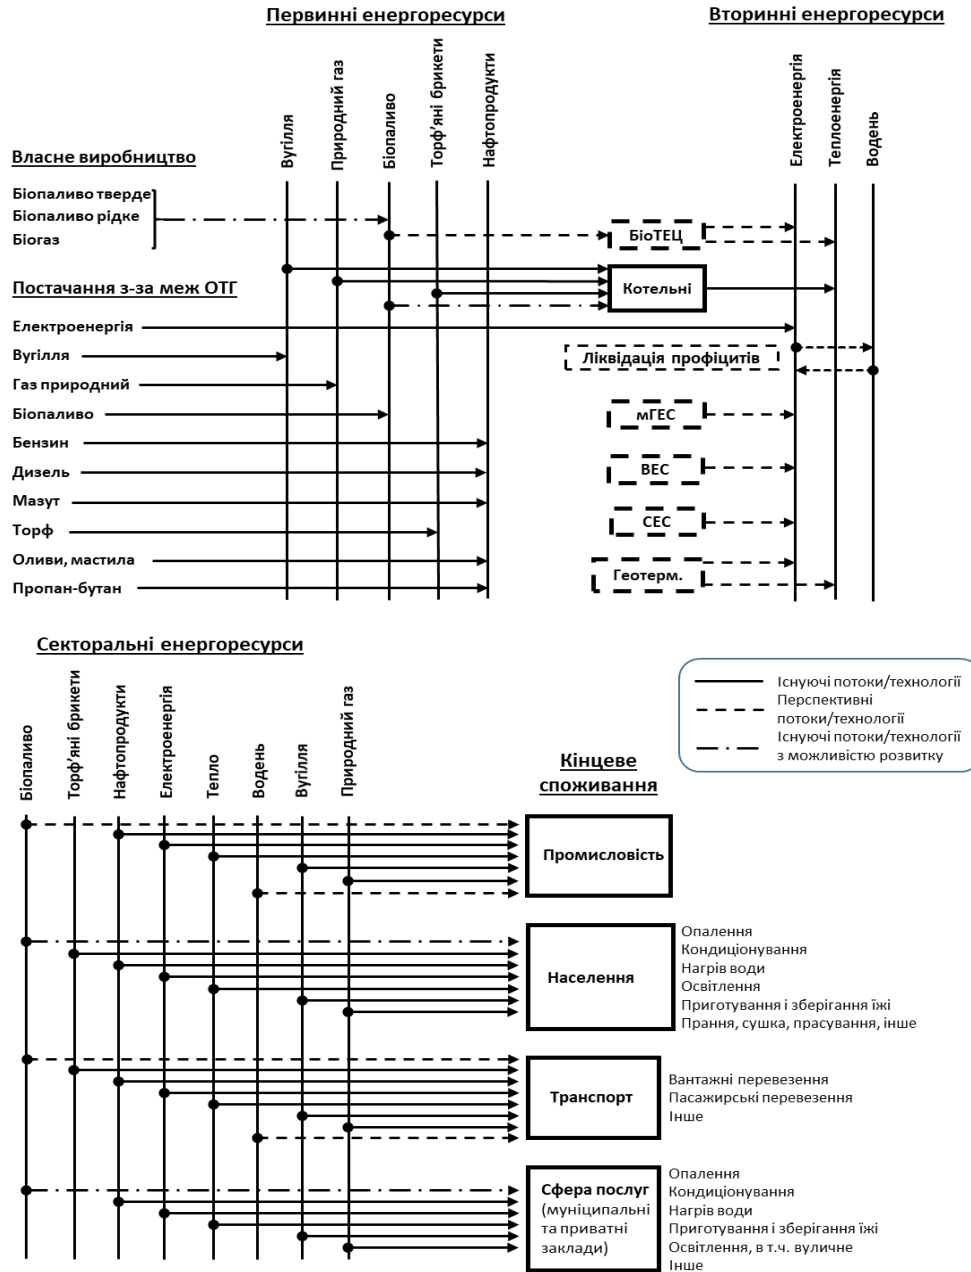 Первинні енергоресурси
Вторинні енергоресурси
Вугілля
Природний газ
Біопаливо
Торф'яні брикети
Нафтопродукти
Електроенергія
Теплоенергія
Водень
Власне виробництво
Біопаливо тверде
Біопаливо рідке
Біогаз
БіоТЕЦ
Постачання з-за меж ОТГ
Котельні
Електроенергія
Вугілля
Ліквідація профіцитів
Газ природний
Біопаливо
мГЕС
Бензин
Дизель
ВЕС
Мазут
Торф
СЕС
Оливи, мастила
Геотерм.
Пропан-бутан
Секторальні енергоресурси
Біопаливо
Торф'яні брикети
Нафтопродукти
Електроенергія
Тепло
Водень
Вугілля
Природний газ
Існуючі потоки/технології
Перспективні
потоки/технології
Існуючі потоки/технології
з можливістю розвитку
Кінцеве
споживання
Промисловість
Населення
Опалення
Кондиціонування
Нагрів води
Освітлення
Приготування і зберігання їжі
Прання, сушка, прасування, інше
Транспорт
Вантажні перевезення
Пасажирські перевезення
Інше
Сфера послуг
(муніципальні
та приватні
заклади)
Опалення
Кондиціонування
Нагрів води
Приготування і зберігання їжі
Освітлення, в т.ч. вуличне
Інше